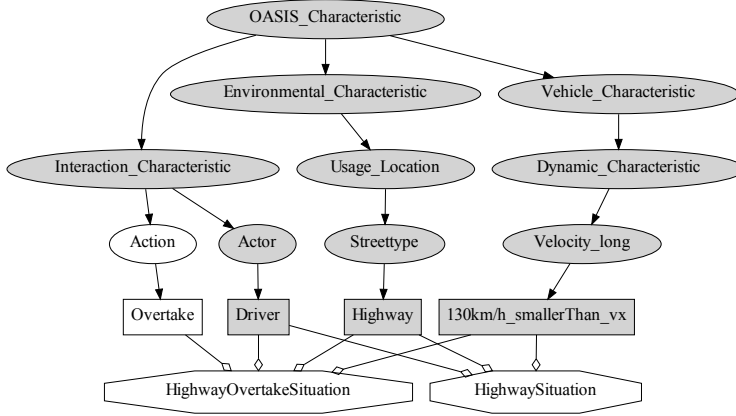 OASIS_Characteristic
Environmental_Characteristic
Vehicle_Characteristic
Interaction_Characteristic
Usage_Location
Dynamic_Characteristic
Action
Actor
Streettype
Velocity_long
Overtake
Driver
Highway
130km/h_smallerThan_vx
HighwayOvertakeSituation
HighwaySituation